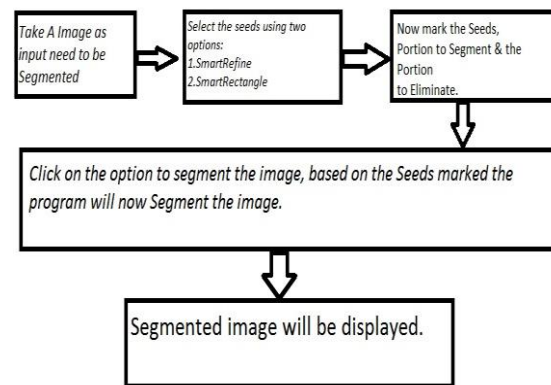 Take A Image as
input need to be
Segmented
Select the seeds using two
options:
1.SmartRefine
2.SmartRectangle
Now mark the Seeds,
Portion to Segment & the
Portion
to Eliminate.
Click on the option to segment the image, based on the Seeds marked the
program will now Segment the image.
Segmented image will be displayed.